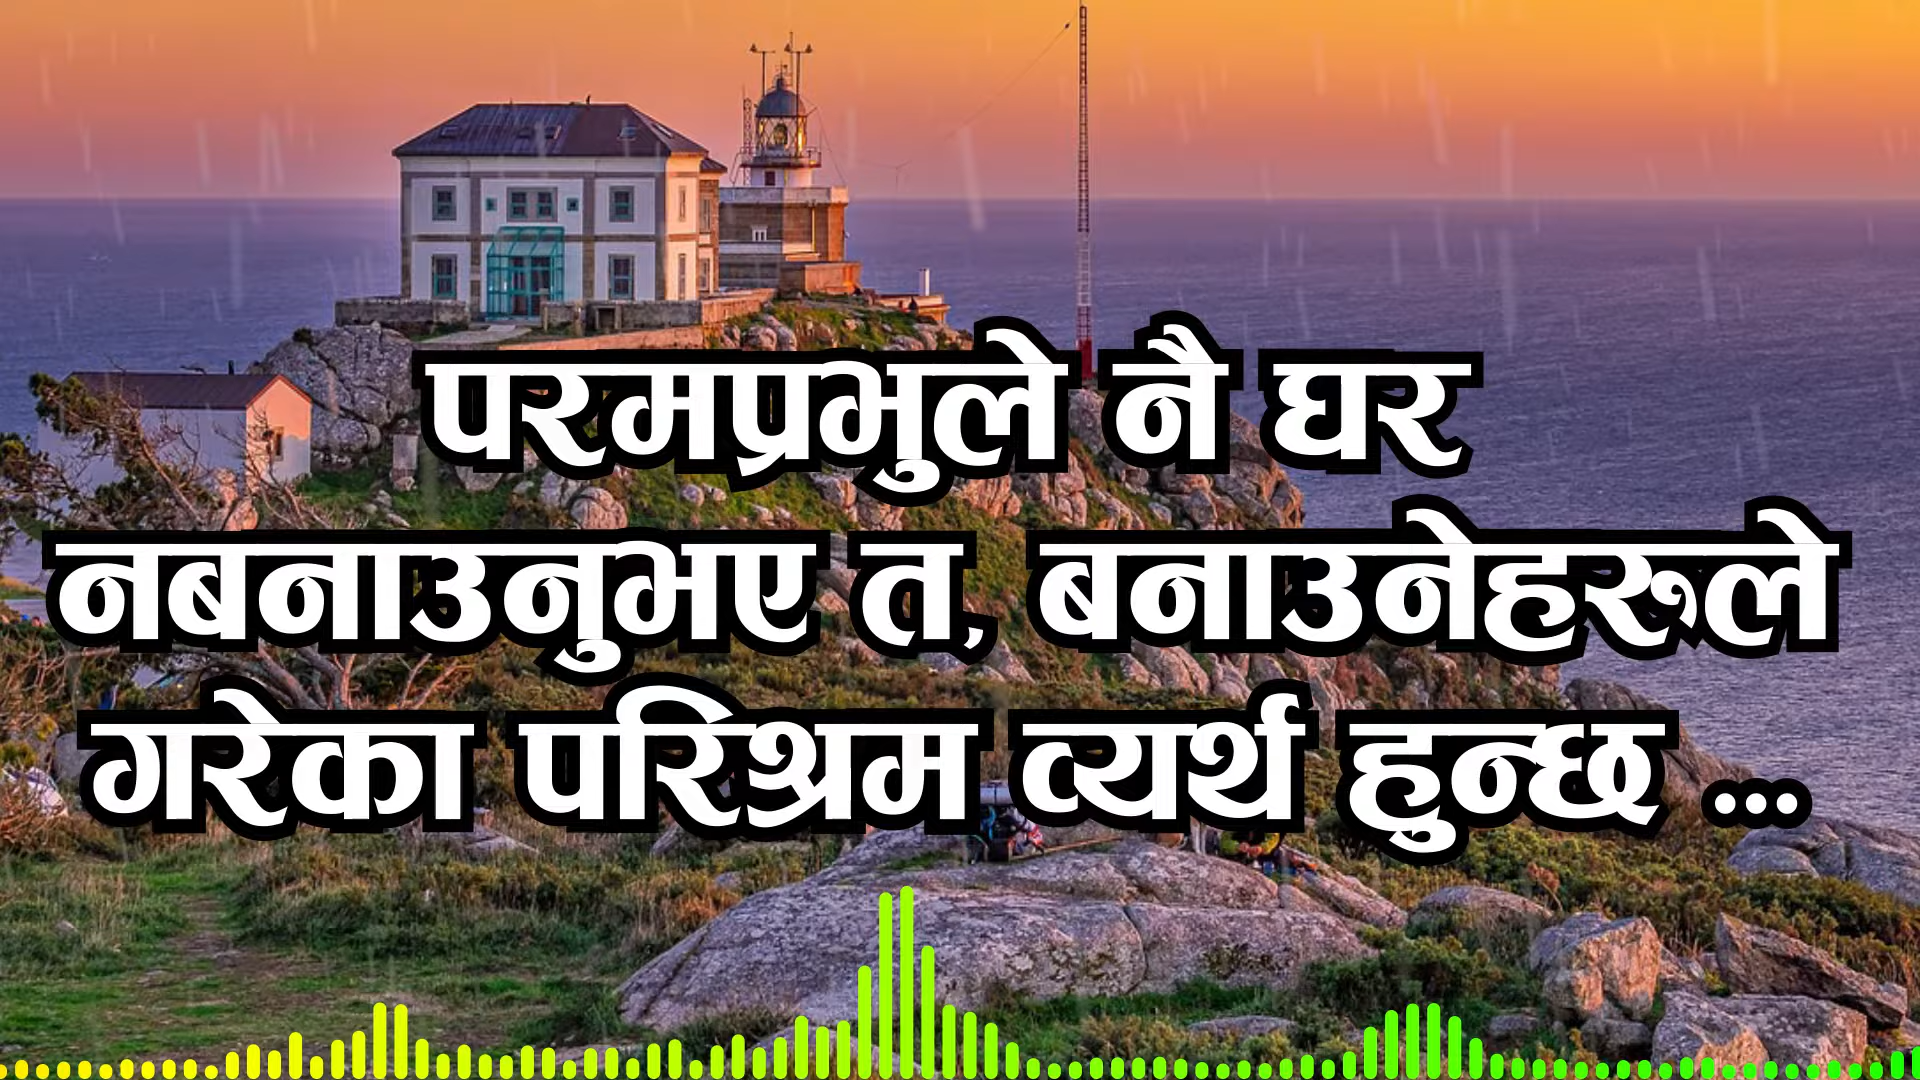 परमप्रभुले नै घर
नबनाउनुभए त, बनाउनेहरूले
गरेका परिश्रम व्यर्थ हुन्छ ...